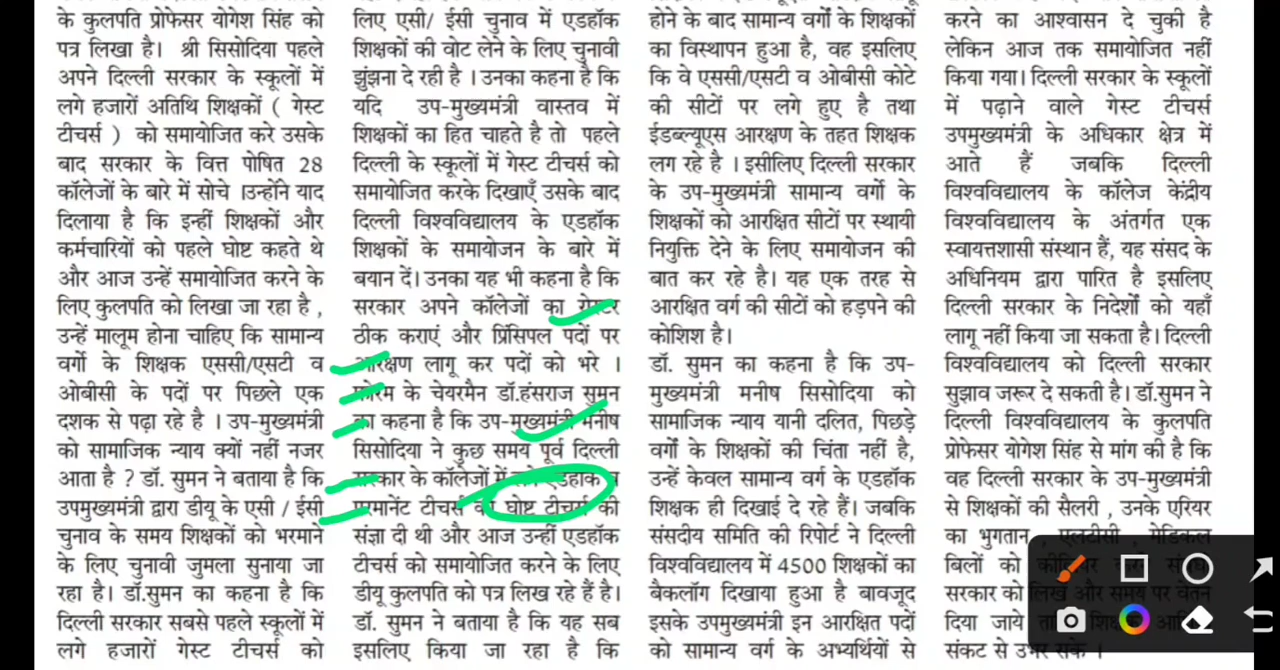 के कुलपति प्रोफेसर योगेश सिंह को
पत्र लिखा है। श्री सिसोदिया पहले
अपने दिल्ली सरकार के स्कूलों में
लगे हजारों अतिथि शिक्षकों ( गेस्ट
टीचर्स ) को समायोजित करे उसके
बाद सरकार के वित्त पोषित 28
कॉलेजों के बारे में सोचे ।उन्होंने याद
दिलाया है कि इन्हीं शिक्षकों और
कर्मचारियों को पहले घोष्ट कहते थे
और आज उन्हें समायोजित करने के
लिए कुलपति को लिखा जा रहा है ,
उन्हें मालूम होना चाहिए कि सामान्य
वर्गो के शिक्षक एससी/एसटी व
ओबीसी के पदों पर पिछले एक
दशक से पढ़ा रहे है । उप-मुख्यमंत्री
को सामाजिक न्याय क्यों नहीं नजर
आता है ? डॉ. सुमन ने बताया है कि
उपमुख्यमंत्री द्वारा डीयू के एसी / ईसी
चुनाव के समय शिक्षकों को भरमाने
के लिए चुनावी जुमला सुनाया जा
रहा है। डॉ.सुमन का कहना है कि
दिल्ली सरकार सबसे पहले स्कूलों में
लगे हजारों गेस्ट टीचर्स को
लिए एसी/ ईसी चुनाव में एडहॉक
शिक्षकों की वोट लेने के लिए चुनावी
झुंझना दे रही है । उनका कहना है कि
यदि उप-मुख्यमंत्री वास्तव में
शिक्षकों का हित चाहते है तो पहले
दिल्ली के स्कूलों में गेस्ट टीचर्स को
समायोजित करके दिखाएँ उसके बाद
दिल्ली विश्वविद्यालय के एडहॉक
शिक्षकों के समायोजन के बारे में
बयान दें। उनका यह भी कहना है कि
सरकार अपने कॉलेजों का रोस्टर
ठीक कराएं और प्रिंसिपल पदों पर
आरक्षण लागू कर पदों को भरे ।
फोरम के चेयरमैन डॉ.हंसराज सुमन
का कहना है कि उप-मुख्यमंत्री मनीष
सिसोदिया ने कुछ समय पूर्व दिल्ली
सरकार के कॉलेजों में लगे एडहॉक व
परमानेंट टीचर्स को घोष्ट टीचर्स की
संज्ञा दी थी और आज उन्हीं एडहॉक
टीचर्स को समायोजित करने के लिए
डीयू कुलपति को पत्र लिख रहे हैं है।
डॉ. सुमन ने बताया है कि यह सब
इसलिए किया जा रहा है कि
होने के बाद सामान्य वर्गो के शिक्षकों
का विस्थापन हुआ है, वह इसलिए
कि वे एससी/एसटी व ओबीसी कोटे
की सीटों पर लगे हुए है तथा
ईडब्ल्यूएस आरक्षण के तहत शिक्षक
लग रहे है । इसीलिए दिल्ली सरकार
के उप-मुख्यमंत्री सामान्य वर्गो के
शिक्षकों को आरक्षित सीटों पर स्थायी
नियुक्ति देने के लिए समायोजन की
बात कर रहे है। यह एक तरह से
आरक्षित वर्ग की सीटों को हड़पने की
कोशिश है।
डॉ. सुमन का कहना है कि उप-
मुख्यमंत्री मनीष सिसोदिया को
सामाजिक न्याय यानी दलित, पिछड़े
वर्गों के शिक्षकों की चिंता नहीं है,
उन्हें केवल सामान्य वर्ग के एडहॉक
शिक्षक ही दिखाई दे रहे हैं। जबकि
संसदीय समिति की रिपोर्ट ने दिल्ली
विश्वविद्यालय में 4500 शिक्षकों का
बैकलॉग दिखाया हुआ है बावजूद
इसके उपमुख्यमंत्री इन आरक्षित पदों
को सामान्य वर्ग के अभ्यर्थियों से
करने का आश्वासन दे चुकी है
लेकिन आज तक समायोजित नहीं
किया गया। दिल्ली सरकार के स्कूलों
में पढ़ाने वाले गेस्ट टीचर्स
उपमुख्यमंत्री के अधिकार क्षेत्र में
आते हैं जबकि दिल्ली
विश्वविद्यालय के कॉलेज केंद्रीय
विश्वविद्यालय के अंतर्गत एक
स्वायत्तशासी संस्थान हैं, यह संसद के
अधिनियम द्वारा पारित है इसलिए
दिल्ली सरकार के निदेशों को यहाँ
लागू नहीं किया जा सकता है। दिल्ली
विश्वविद्यालय को दिल्ली सरकार
सुझाव जरूर दे सकती है। डॉ.सुमन ने
दिल्ली विश्वविद्यालय के कुलपति
प्रोफेसर योगेश सिंह से मांग की है कि
वह दिल्ली सरकार के उप-मुख्यमंत्री
से शिक्षकों की सैलरी , उनके एरियर
का भुगतान , एलटीसी , मेडिकल
बिलों को
सरकार को लिखे और समय पर वेतन
दिया जाये
संकट से उभर सके ।